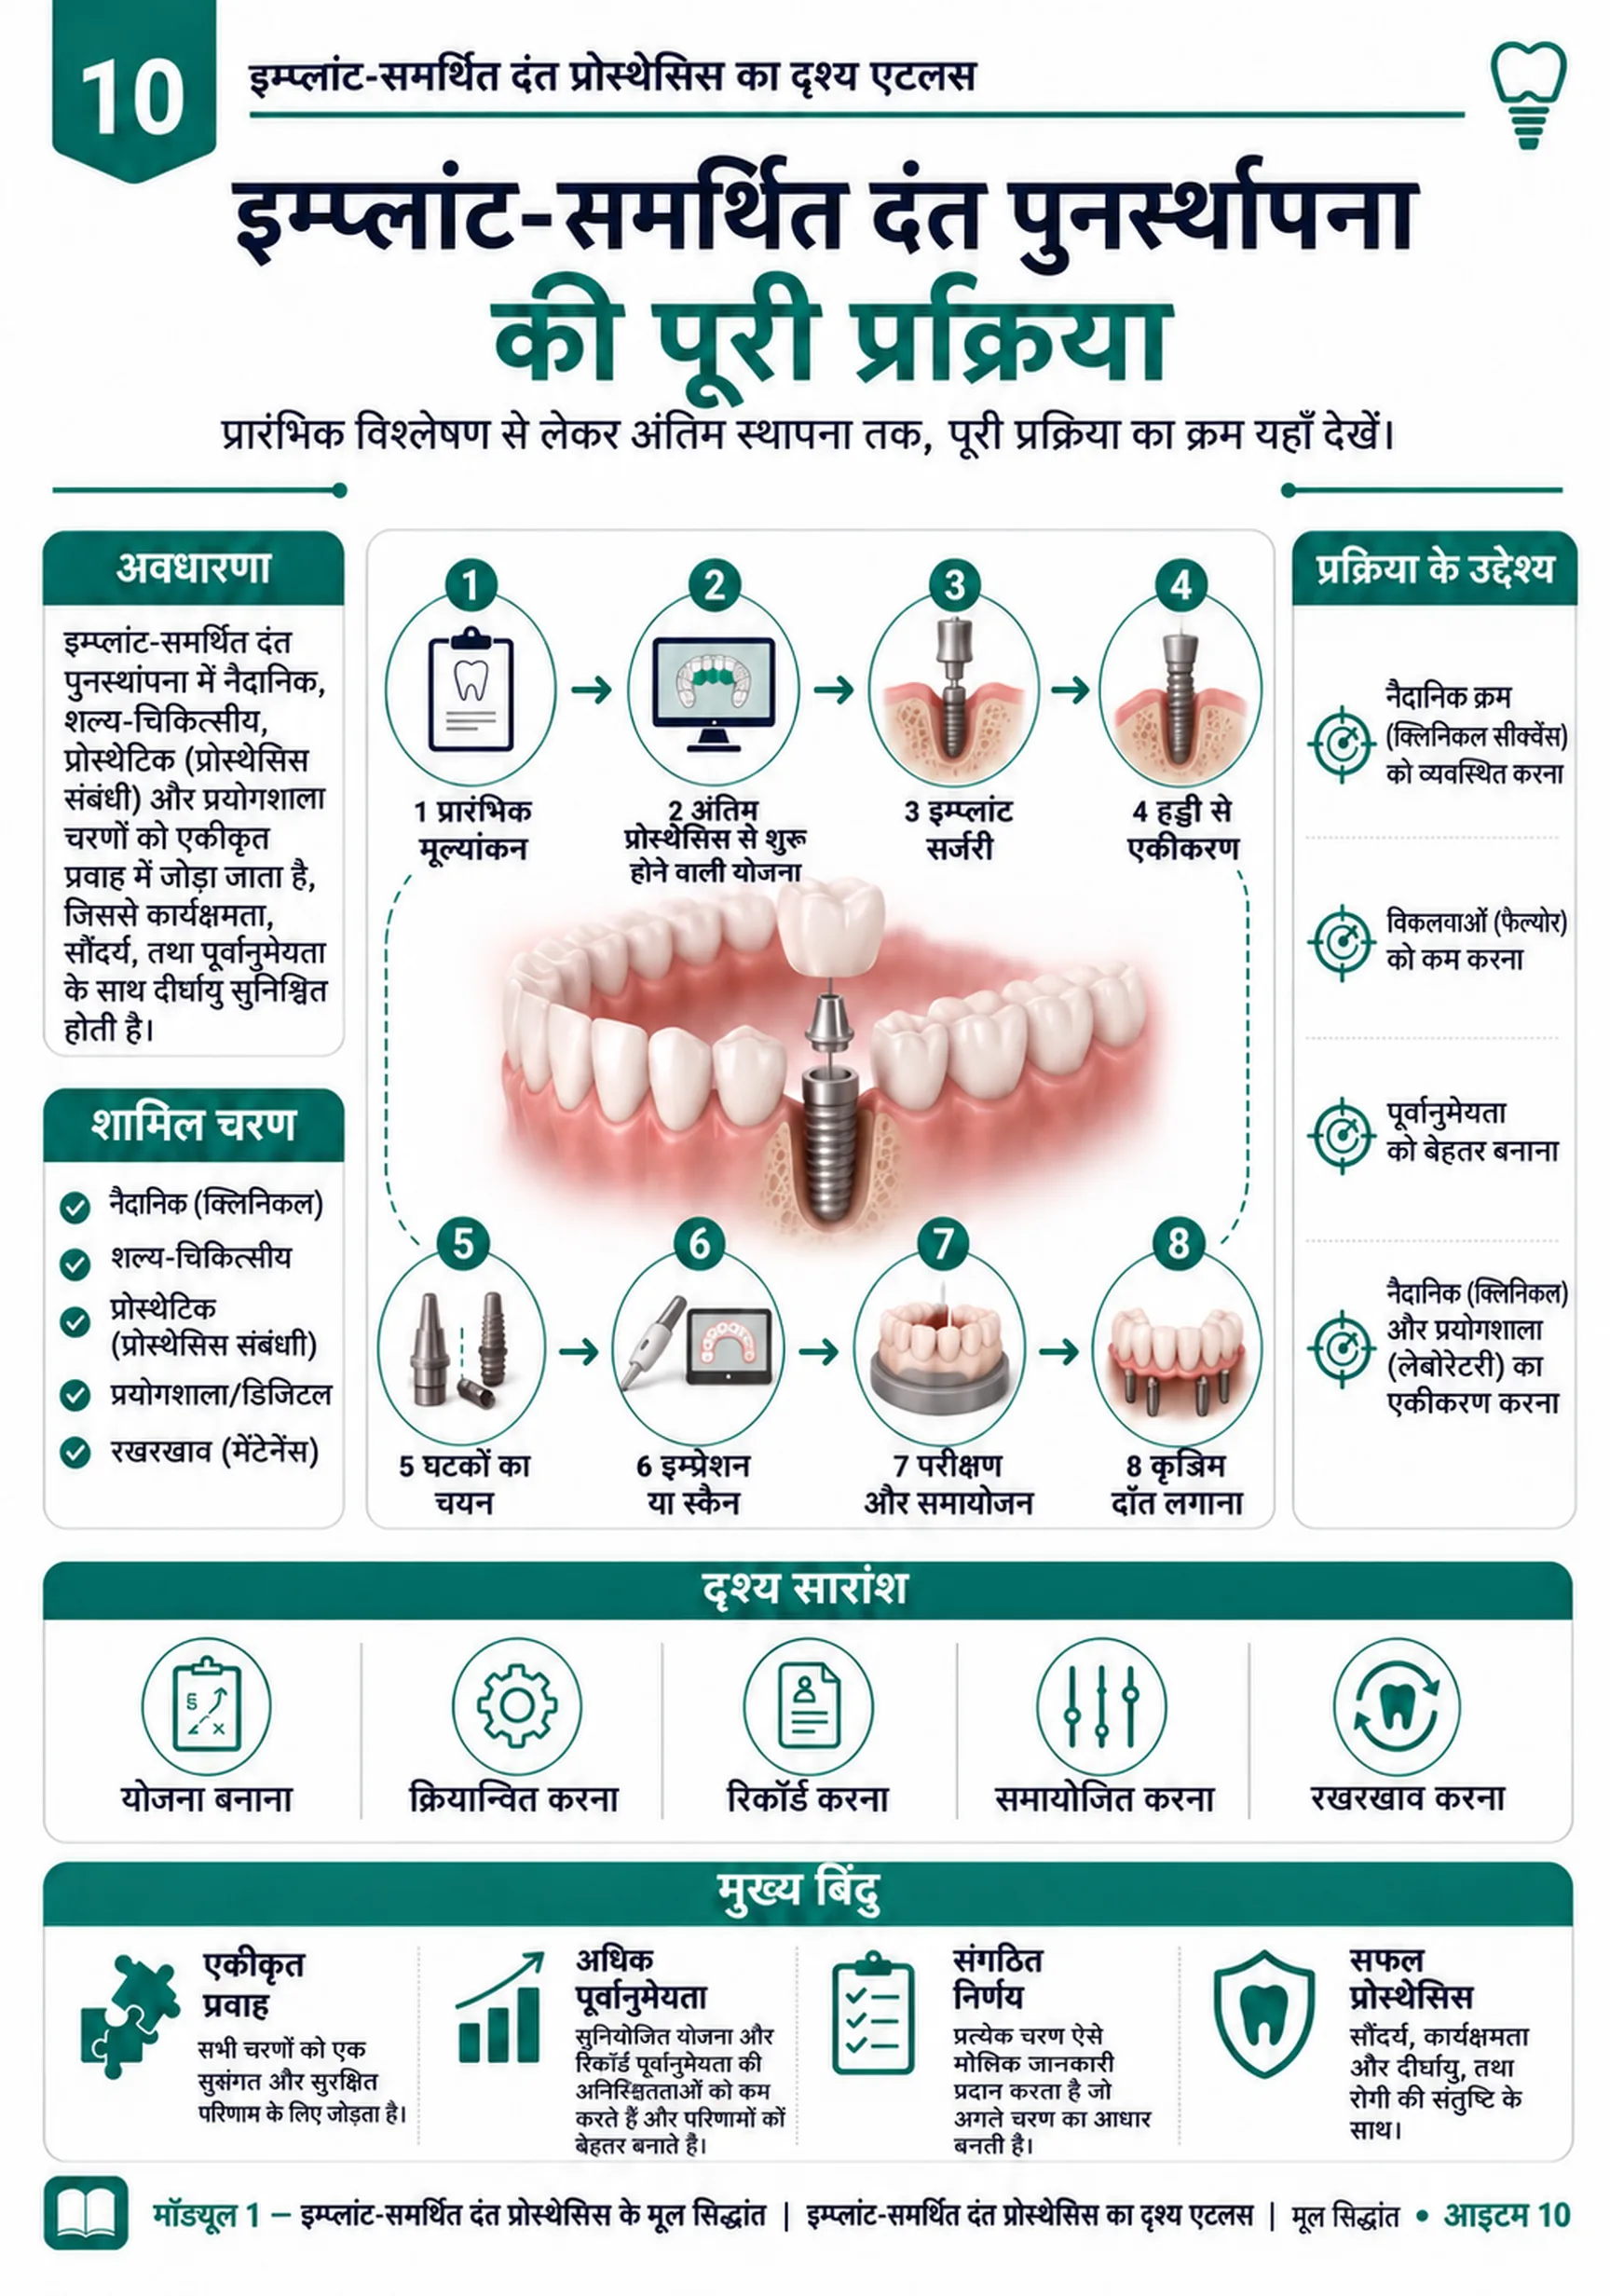 10
इम्प्लांट-समर्थित दंत प्रोस्थेसिस का दृश्य एटलस
इम्प्लांट-समर्थित दंत पुनर्स्थापना
की पूरी प्रक्रिया
प्रारंभिक विश्लेषण से लेकर अंतिम स्थापना तक, पूरी प्रक्रिया का क्रम यहाँ देखें।
अवधारणा
इम्प्लांट-समर्थित दंत
पुनर्स्थांपना में नैदानिक,
शल्य-चिकित्सीय,
प्रोस्थेटिक (प्रोस्थेसिस
संबंधी) और प्रयोगशाला
चरणों को एकीकृत
प्रवाह में जोड़ा जाता है,
जिससे कार्यक्षमता,
सौंदर्य, तथा पूर्वानुमेयता
के साथ दीर्घायु सुनिश्चित
होती है।
शामिल चरण
नैदानिक (क्लिनिकल)
शल्य-चिकित्सीय
प्रोस्थेटिक
(प्रोस्थेसिस संबंधाी)
प्रयोगशाला/डिजिटल
रखरखाव (मेंटेनेंस)
1
2
3
4
1 प्रारंभिक
मूल्यांकन
2 अंतिम
प्रोस्थेसिस से शुरू
होने वाली योजना
3 इम्प्लांट
सर्जरी
4 हड्डी से
एकीकरण
5
6
7
8
5 घटकों का
चयन
6 इम्प्रेशन
या स्कैन
7 परीक्षण
और समायोजन
8 कृत्रिम
दॉत लगाना
प्रक्रिया के उद्देश्य
नैदानिक क्रम
(क्लिनिकल सीक्वेंस)
को व्यवस्थित करना
विकलवाओं (फैल्योर)
को कम करना
पूर्वानुमेयता
को बेहतर बनाना
नैदानिक (क्लिनिकल)
और प्रयोगशाला
(लेबोरेटरी) का
एकीकरण करना
दृश्य सारांश
योजना बनाना
क्रियान्वित करना
रिकॉर्ड करना
समायोजित करना
रखरखाव करना
मुख्य बिंदु
एकीकृत
प्रवाह
सभी चरणों को एक
सुसंगत और सुरक्षित
परिणाम के लिए जोड़ता है।
अधिक
पूर्वानुमेयता
सुनियोजित योजना और
रिकॉर्ड पूर्वानुमेयता की
को कम
करते हैं और परिणामों कों
बेहतर बनाते है।
संगठित
निर्णय
प्रत्येक चरण ऐसे
मोलिक जानकारी
प्रदान करता है जो
अगते चरण का आधार
बनती है।
सफल
प्रोस्थेसिस
सौंदर्य, कार्यक्षमता
और दीर्घायु, तथा
रोगी की संतुष्टि के
साथ।
मॉड्यूल 1 – इम्प्लांट-समर्थित दंत प्रोस्थेसिस के मूल सिद्धांत | इम्प्लांट-समर्थित दंत प्रोस्थेसिस का दृश्य एटलस | मूल सिद्धांत • आइटम 10